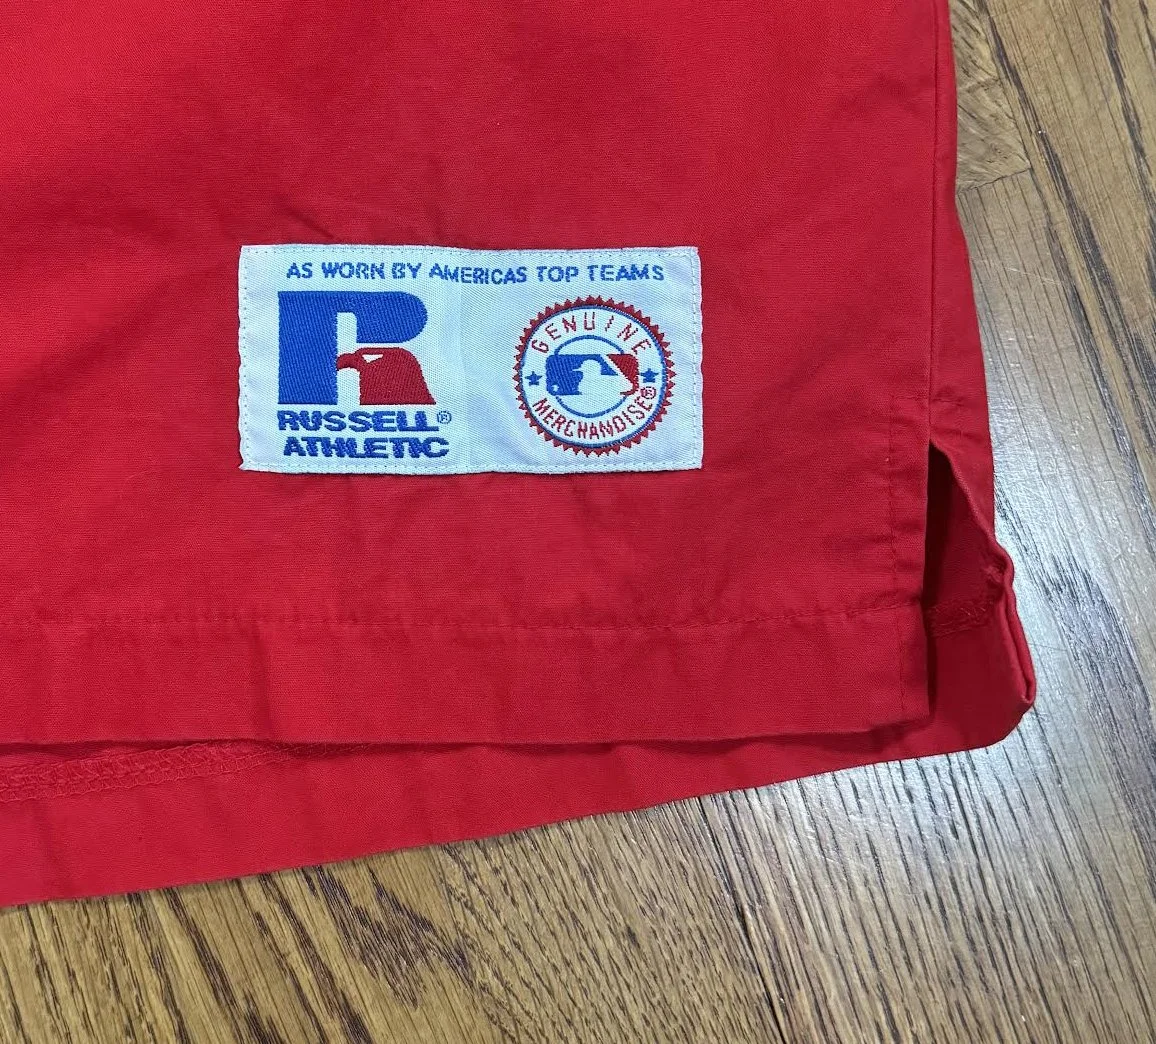 AS WORN BY AMERICAS TOP TEAMS
R
RUSSELL®
ATHLETIC
GENUINE
MERCHANDISE®